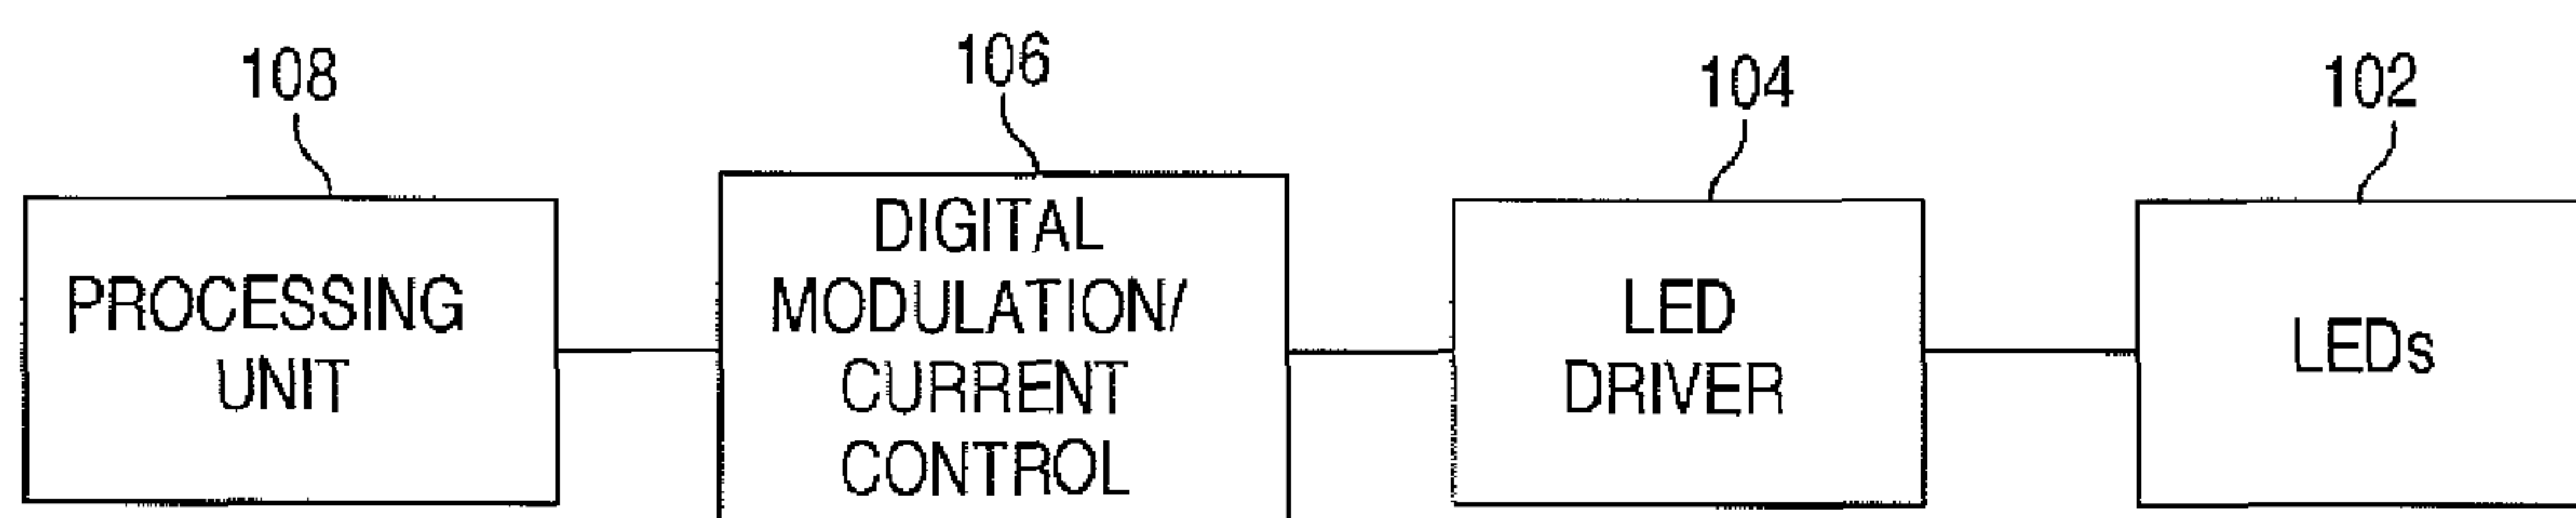 108
106
104
102
PROCESSING
UNIT
DIGITAL
MODULATION/
CURRENT
CONTROL
LED
DRIVER
LEDs